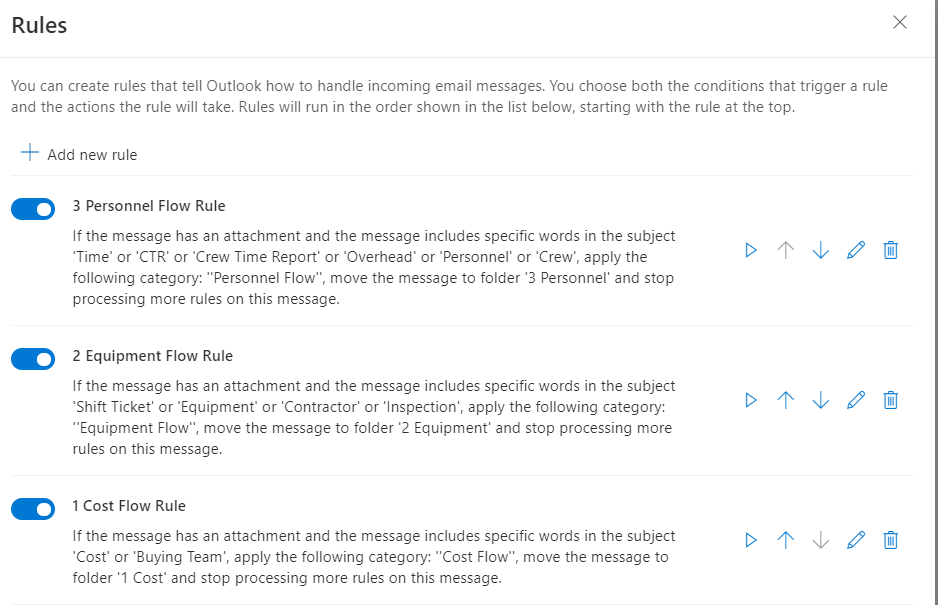 Rules
You can create rules that tell Outlook how to handle incoming email messages. You choose both the conditions that trigger a rule
and the actions the rule will take. Rules will run in the order shown in the list below, starting with the rule at the top.
Add new rule
3 Personnel Flow Rule
If the message has an attachment and the message includes specific words in the subject
'Time' or 'CTR' or 'Crew Time Report' or 'Overhead' or 'Personnel' or 'Crew', apply the
following category: ''Personnel Flow'', move the message to folder '3 Personnel' and stop
processing more rules on this message.
2 Equipment Flow Rule
If the message has an attachment and the message includes specific words in the subject
'Shift Ticket' or 'Equipment' or 'Contractor' or 'Inspection', apply the following category:
''Equipment Flow'', move the message to folder '2 Equipment' and stop processing more
rules on this message.
1 Cost Flow Rule
If the message has an attachment and the message includes specific words in the subject
'Cost' or 'Buying Team', apply the following category: ''Cost Flow'', move the message to
folder '1 Cost' and stop processing more rules on this message.